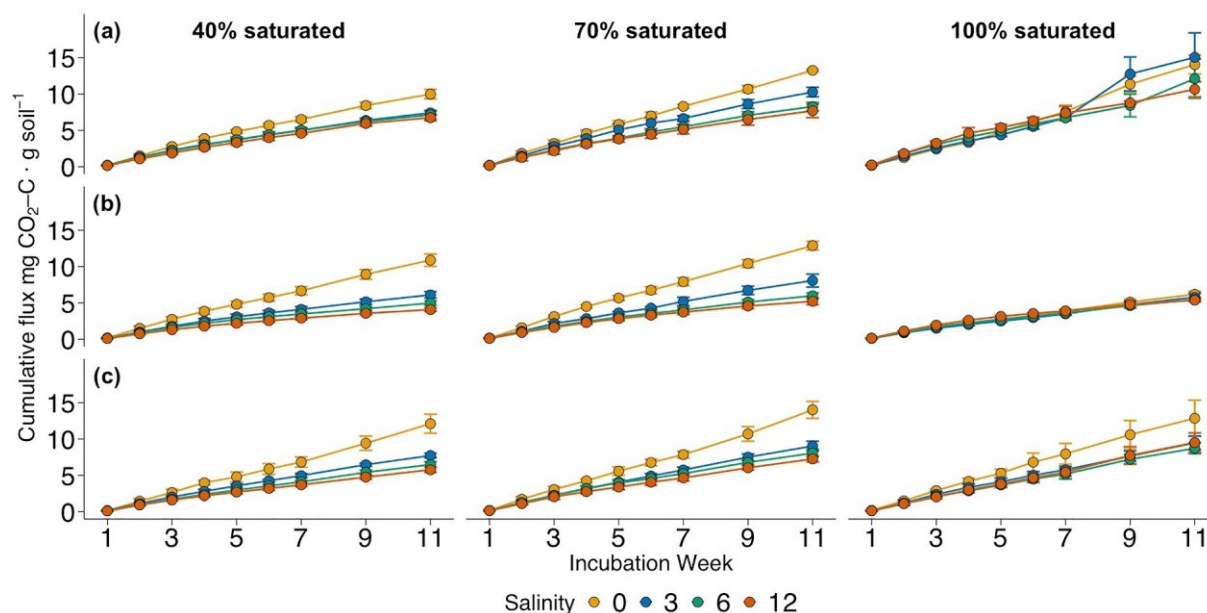 (a) 40% saturated 70% saturated 100% saturated
15
10
5
0
(b)
15
10
5
0
(c)
15
10
5
0
Cumulative flux mg CO₂–C · g soil⁻¹
1 3 5 7 9 11 1 3 5 7 9 11 1 3 5 7 9 11
Incubation Week
Salinity 0 3 6 12